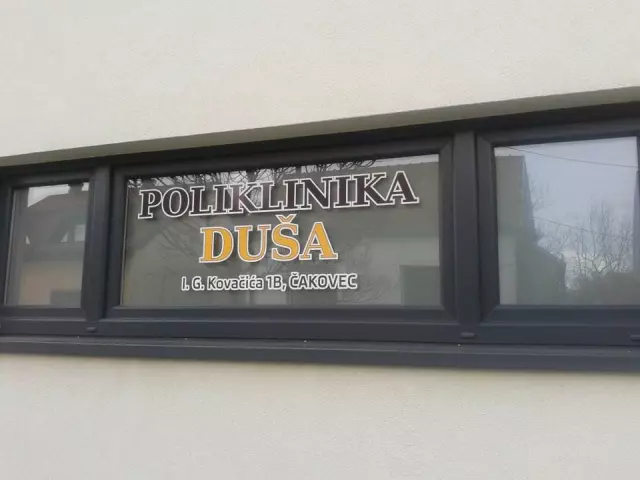 POLIKLINIKA
DUŠA
I. G. Kovačića 1B, ČAKOVEC